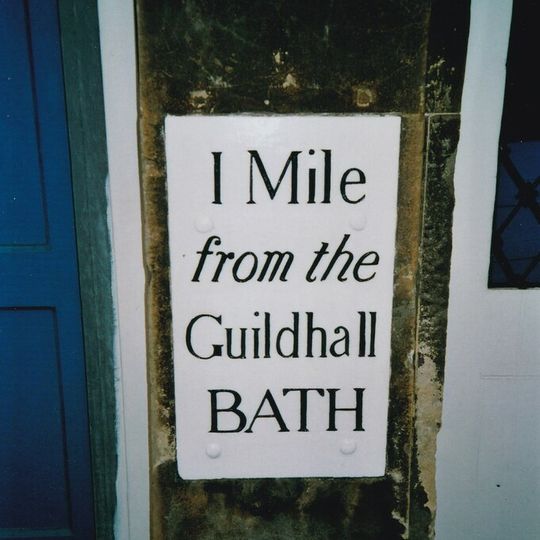 I Mile
from the
Guildhall
BATH